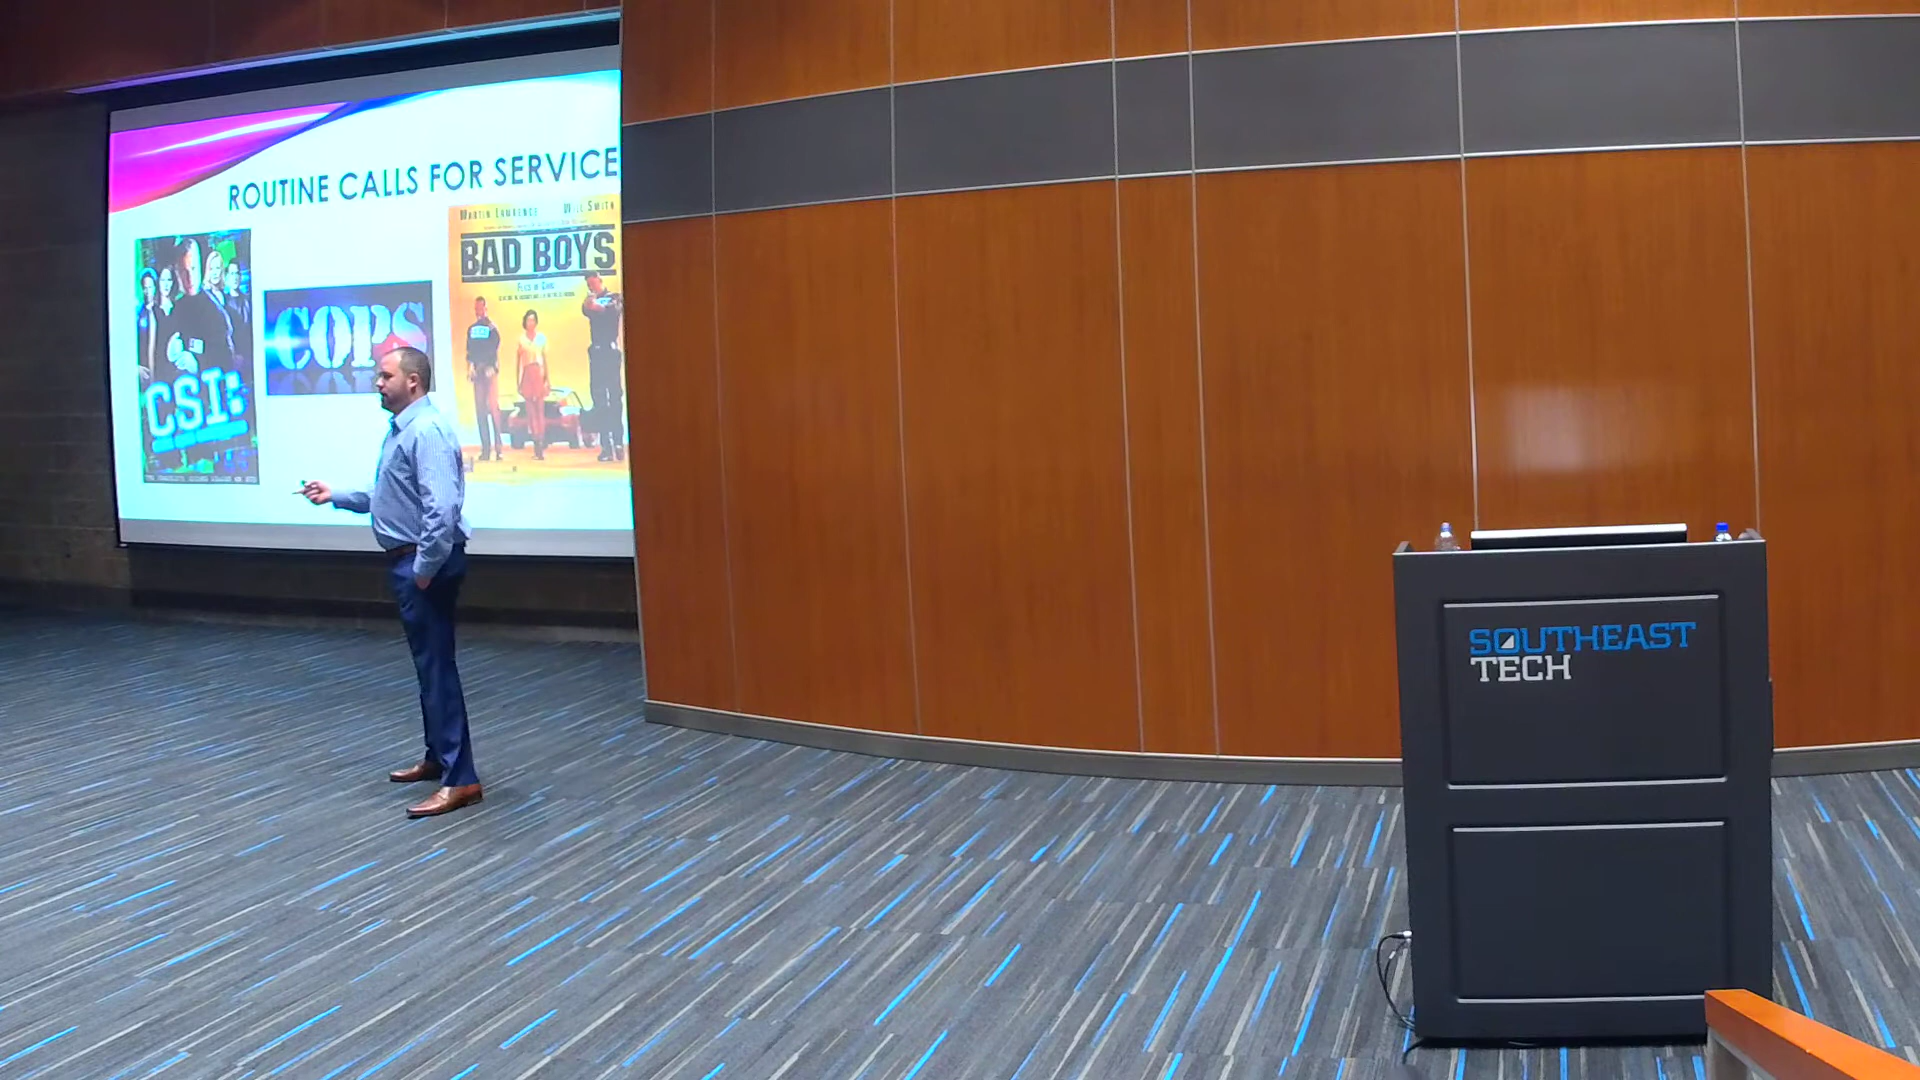 ROUTINE CALLS FOR SERVICE
MARTIN LAWRENCE WILL SMITH
BAD BOYS
COPS
CSI:
SOUTHEAST
TECH